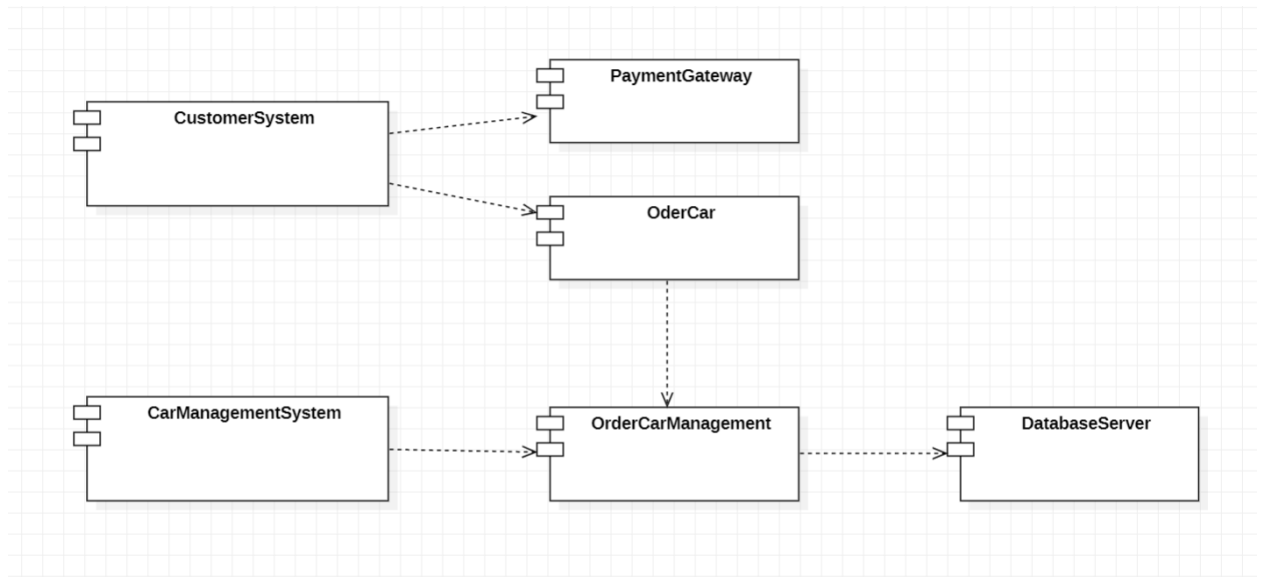 PaymentGateway
CustomerSystem
OderCar
CarManagementSystem
OrderCarManagement
DatabaseServer